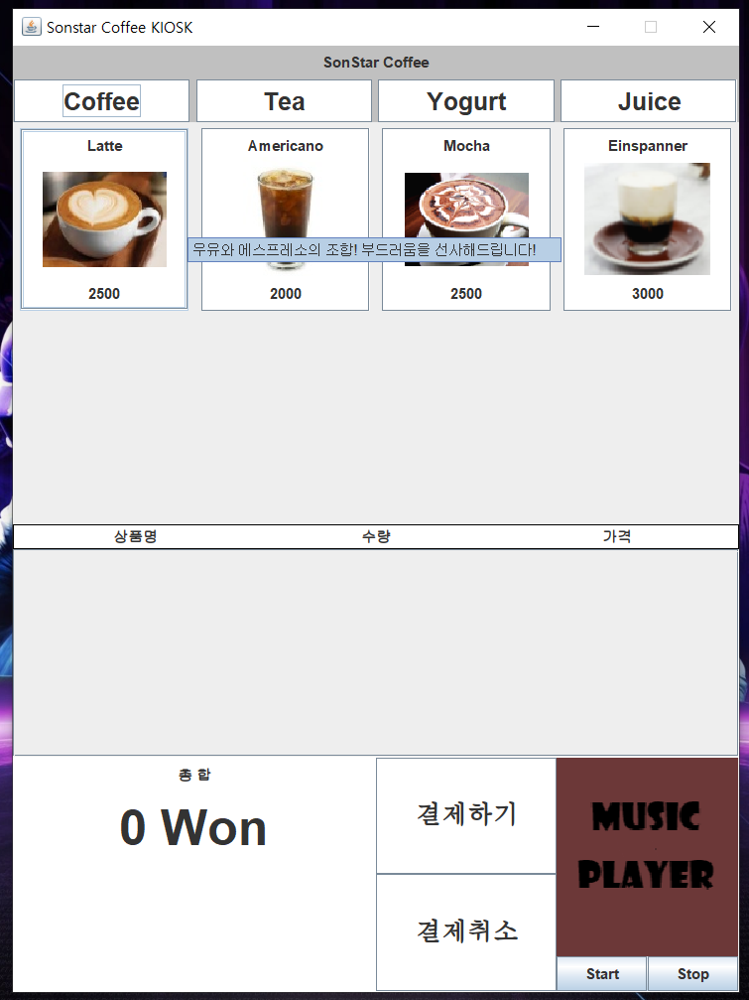 Sonstar Coffee KIOSK
SonStar Coffee
Coffee Tea Yogurt Juice
Latte Americano Mocha Einspanner
우유와 에스프레소의 조합! 부드러움을 선사해드립니다!
2500 2000 2500 3000
상품명 수량 가격
총 합
0 Won
결제하기
결제취소
MUSIC
PLAYER
Start Stop